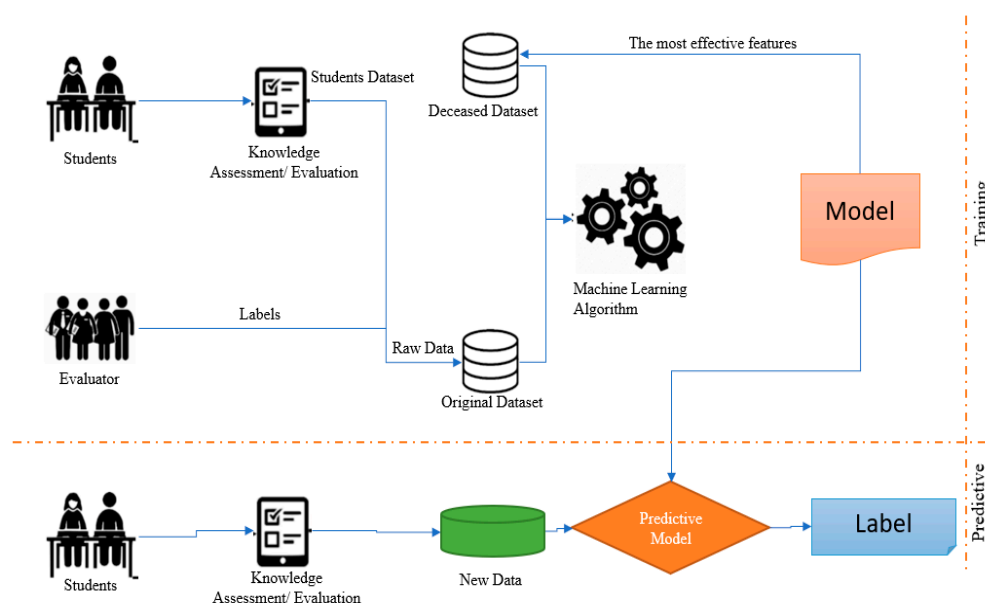 The most effective features
Students Dataset
Deceased Dataset
Students
Knowledge
Assessment/ Evaluation
Model
Training
Machine Learning
Algorithm
Labels
Raw Data
Evaluator
Original Dataset
Predictive
Predictive
Model
Label
Students
Knowledge
Assessment/ Evaluation
New Data